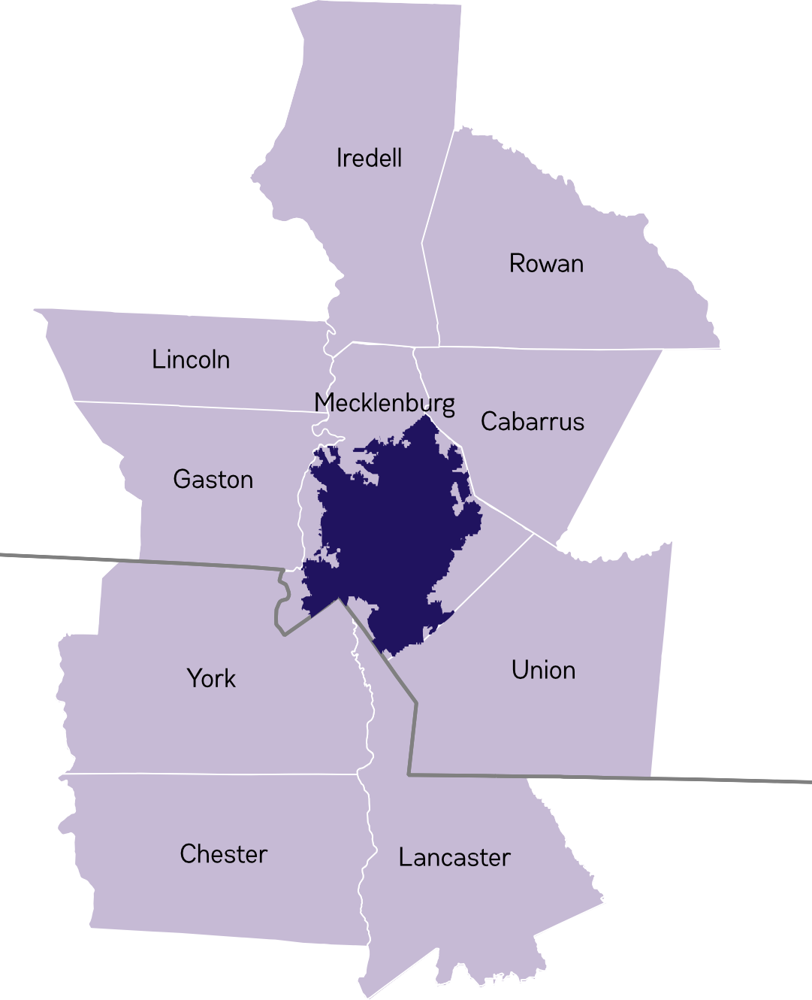 Iredell
Rowan
Lincoln
Mecklenburg
Cabarrus
Gaston
Union
York
Chester
Lancaster